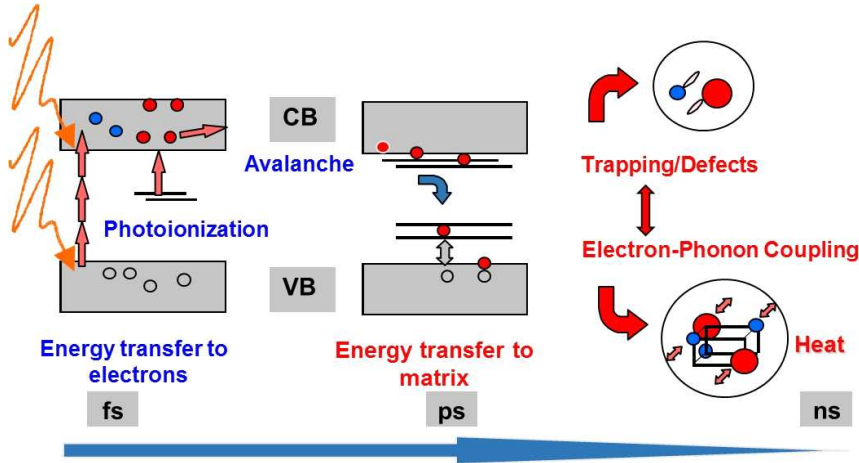 CB
Avalanche
Photoionization
VB
Energy transfer to
electrons
Energy transfer to
matrix
Trapping/Defects
Electron-Phonon Coupling
Heat
fs
ps
ns